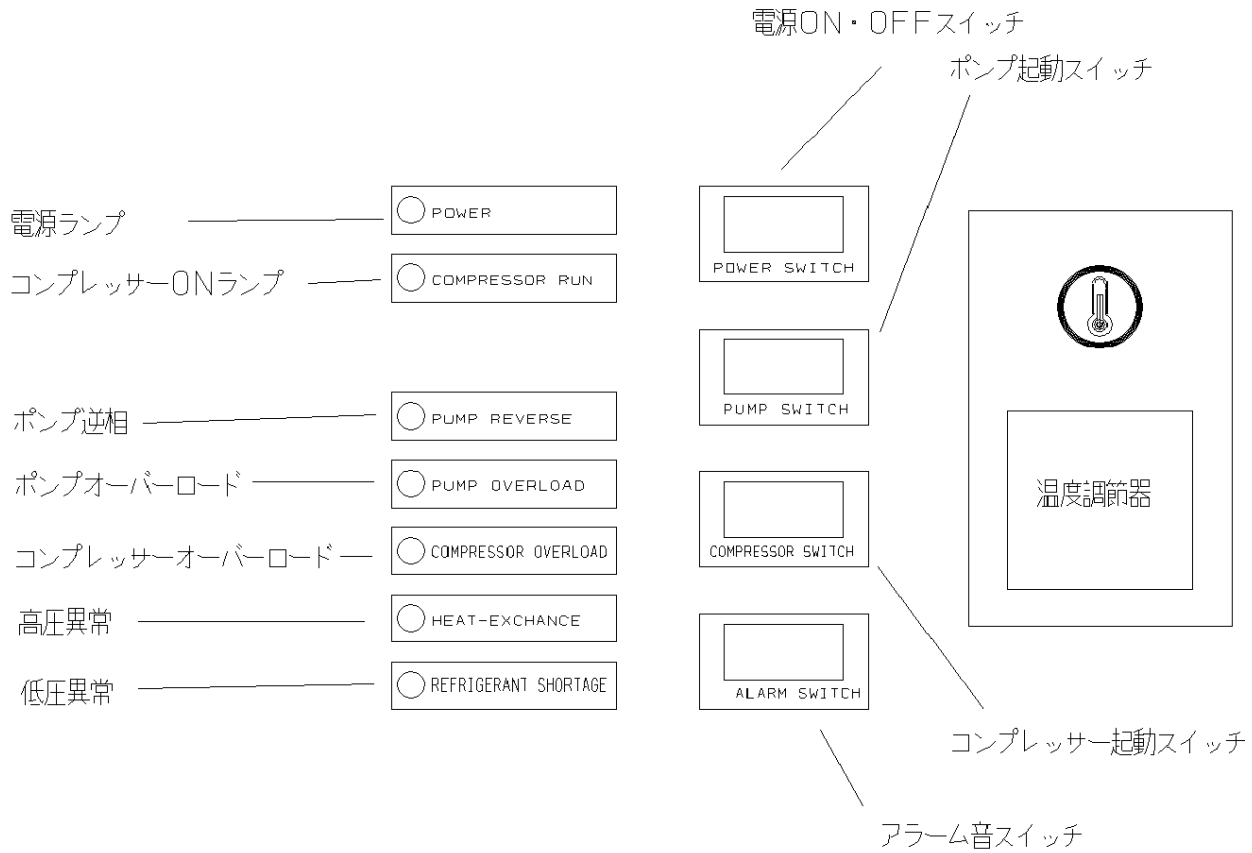 電源ON・OFFスイッチ
ポンプ起動スイッチ
電源ランプ
POWER
POWER SWITCH
コンプレッサーONランプ
COMPRESSOR RUN
ポンプ逆相
PUMP REVERSE
PUMP SWITCH
ポンプオーバーロード
PUMP OVERLOAD
温度調節器
コンプレッサーオーバーロード
COMPRESSOR OVERLOAD
COMPRESSOR SWITCH
高圧異常
HEAT-EXCHANCE
低圧異常
REFRIGERANT SHORTAGE
ALARM SWITCH
コンプレッサー起動スイッチ
アラーム音スイッチ